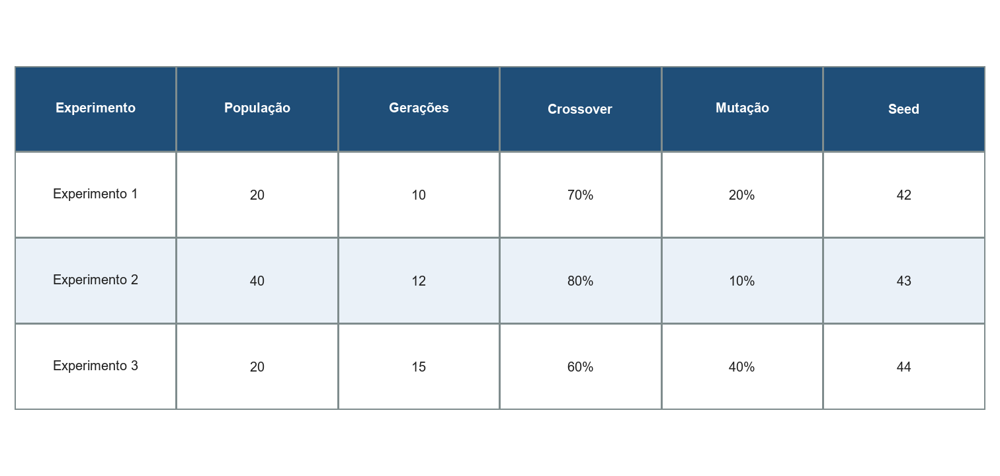 Experimento População Gerações Crossover Mutação Seed
Experimento 1 20 10 70% 20% 42
Experimento 2 40 12 80% 10% 43
Experimento 3 20 15 60% 40% 44